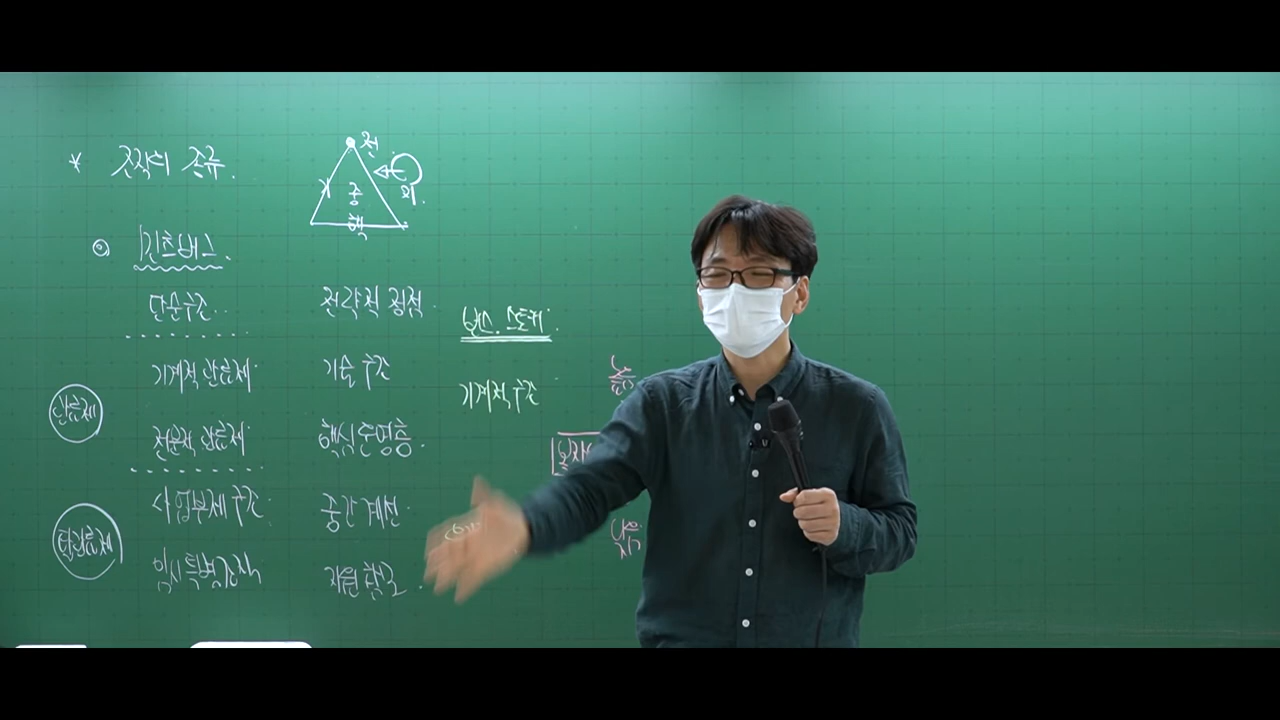 * 조직의 종류.
전
중
핵
⊙ 민츠버그.
단순구조. 전략적 정점.
번스. 스토커.
기계적 관료제. 기술 구조
기계적 구조
관료제
전문적 관료제 핵심운영층.
사업부제 구조. 중간 계선
탈관료제
임시특별조직 지원 참모.